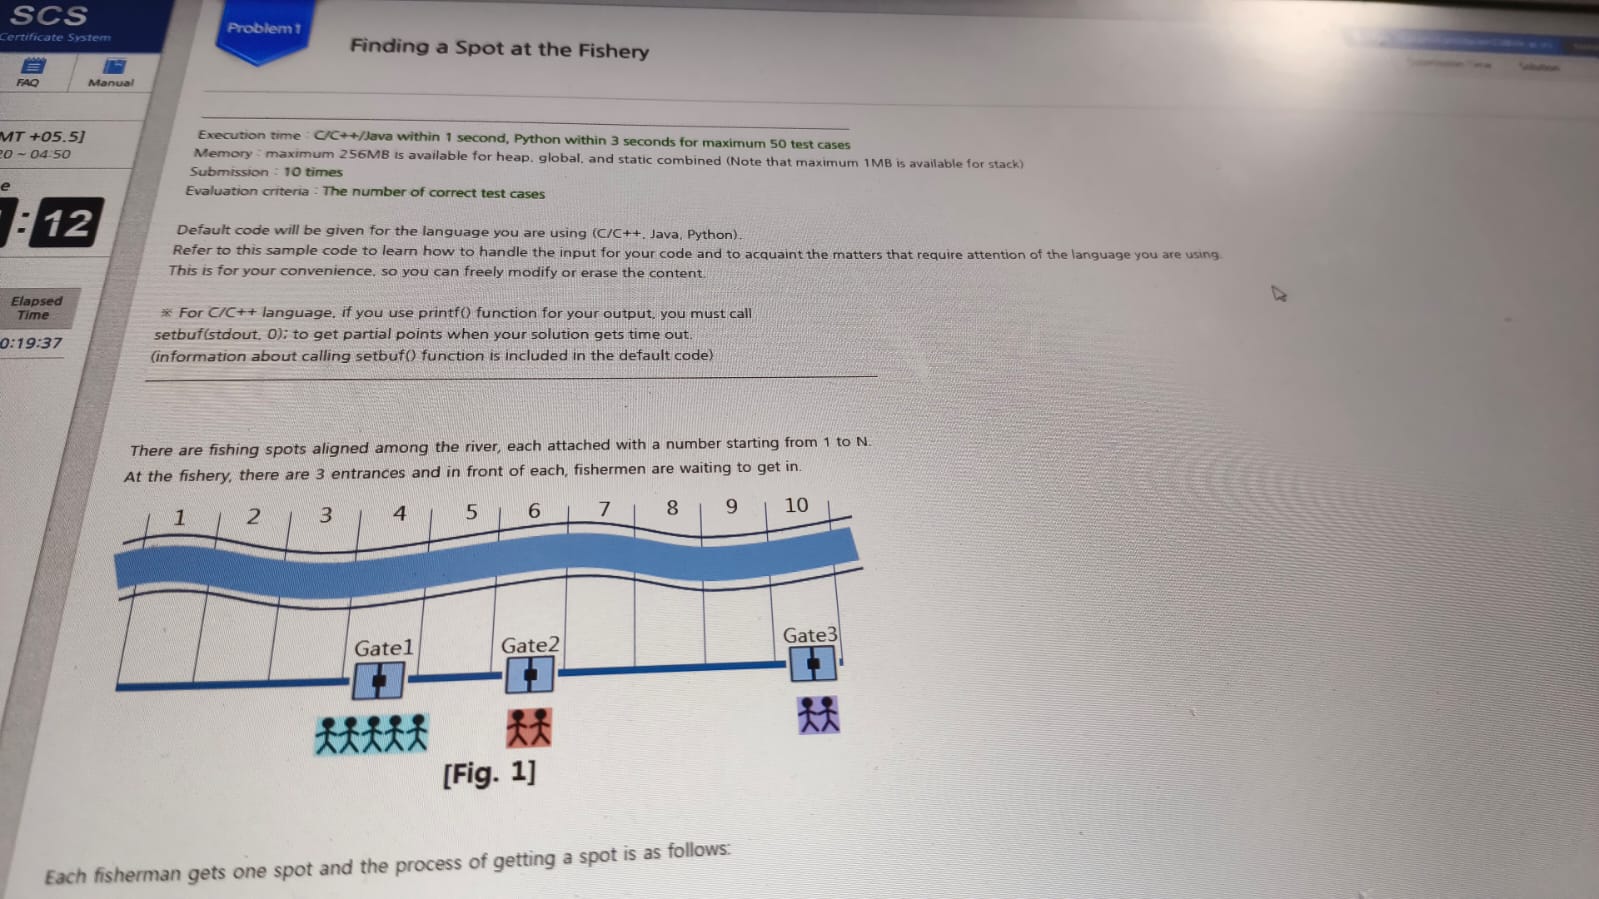 SCS
Certificate System
FAQ
Manual
MT +05.5]
20 ~ 04:50
e
:12
Elapsed
Time
0:19:37
Problem1
Finding a Spot at the Fishery
Solution
Execution time : C/C++/Java within 1 second, Python within 3 seconds for maximum 50 test cases
Memory : maximum 256MB is available for heap, global, and static combined (Note that maximum 1MB is available for stack)
Submission : 10 times
Evaluation criteria : The number of correct test cases
Default code will be given for the language you are using (C/C++, Java, Python).
Refer to this sample code to learn how to handle the input for your code and to acquaint the matters that require attention of the language you are using.
This is for your convenience, so you can freely modify or erase the content.
※ For C/C++ language, if you use printf() function for your output, you must call
setbuf(stdout, 0); to get partial points when your solution gets time out.
(information about calling setbuf() function is included in the default code)
There are fishing spots aligned among the river, each attached with a number starting from 1 to N.
At the fishery, there are 3 entrances and in front of each, fishermen are waiting to get in.
1 2 3 4 5 6 7 8 9 10
Gate1 Gate2 Gate3
[Fig. 1]
Each fisherman gets one spot and the process of getting a spot is as follows: